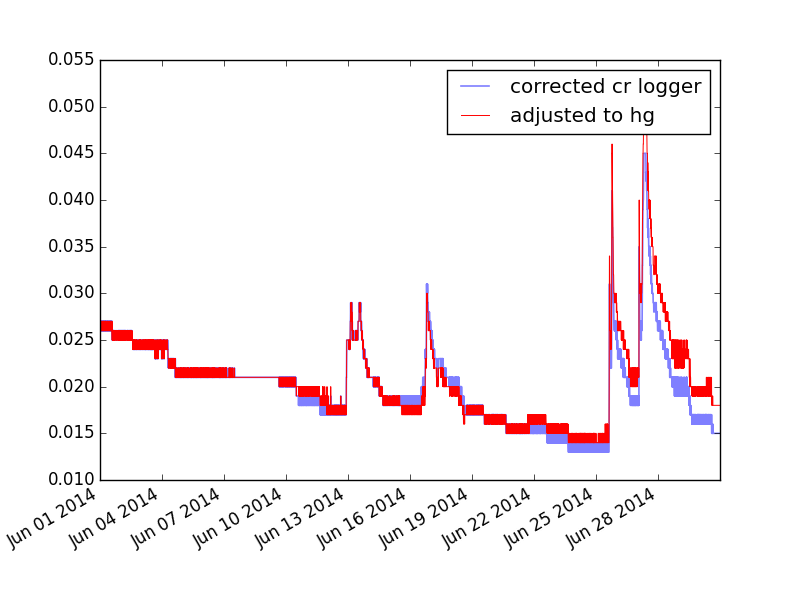 0.055
0.050
0.045
0.040
0.035
0.030
0.025
0.020
0.015
0.010
corrected cr logger
adjusted to hg
Jun 01 2014
Jun 04 2014
Jun 07 2014
Jun 10 2014
Jun 13 2014
Jun 16 2014
Jun 19 2014
Jun 22 2014
Jun 25 2014
Jun 28 2014